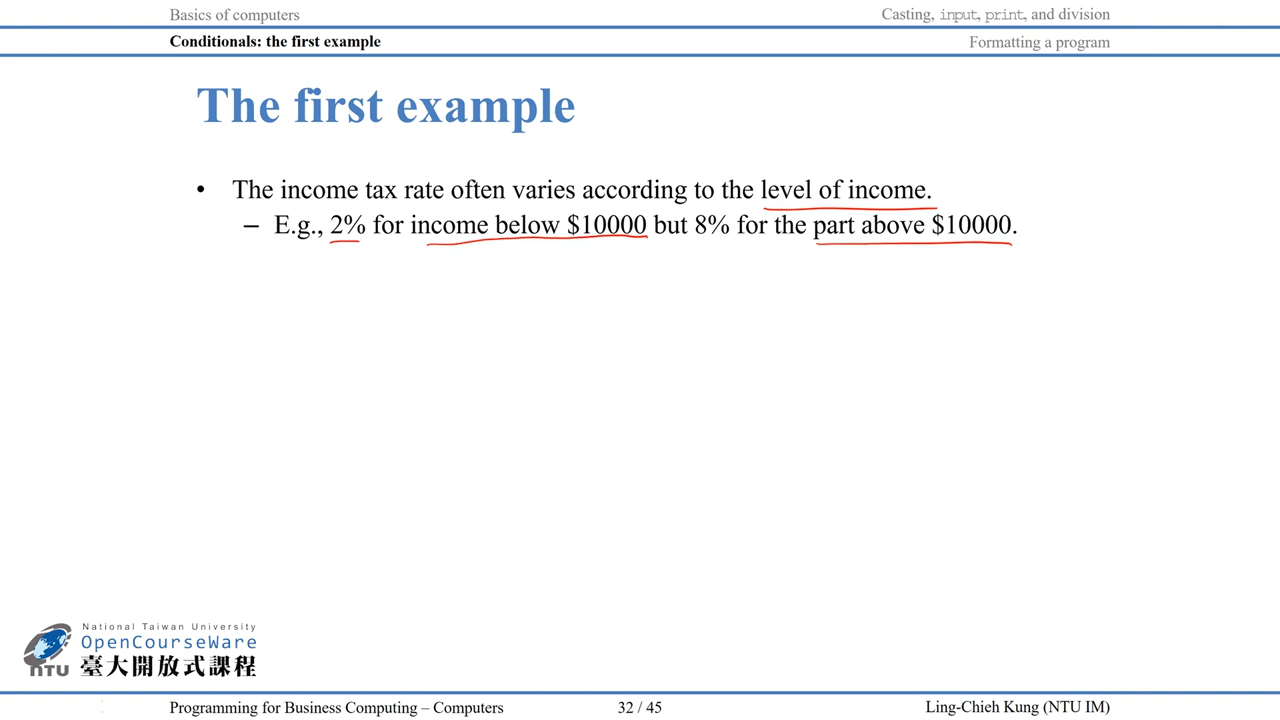 Basics of computers
Casting, input, print, and division
Conditionals: the first example
Formatting a program
The first example
• The income tax rate often varies according to the level of income.
– E.g., 2% for income below $10000 but 8% for the part above $10000.
National Taiwan University
OpenCourseWare
臺大開放式課程
NTU
Programming for Business Computing – Computers
32 / 45
Ling-Chieh Kung (NTU IM)